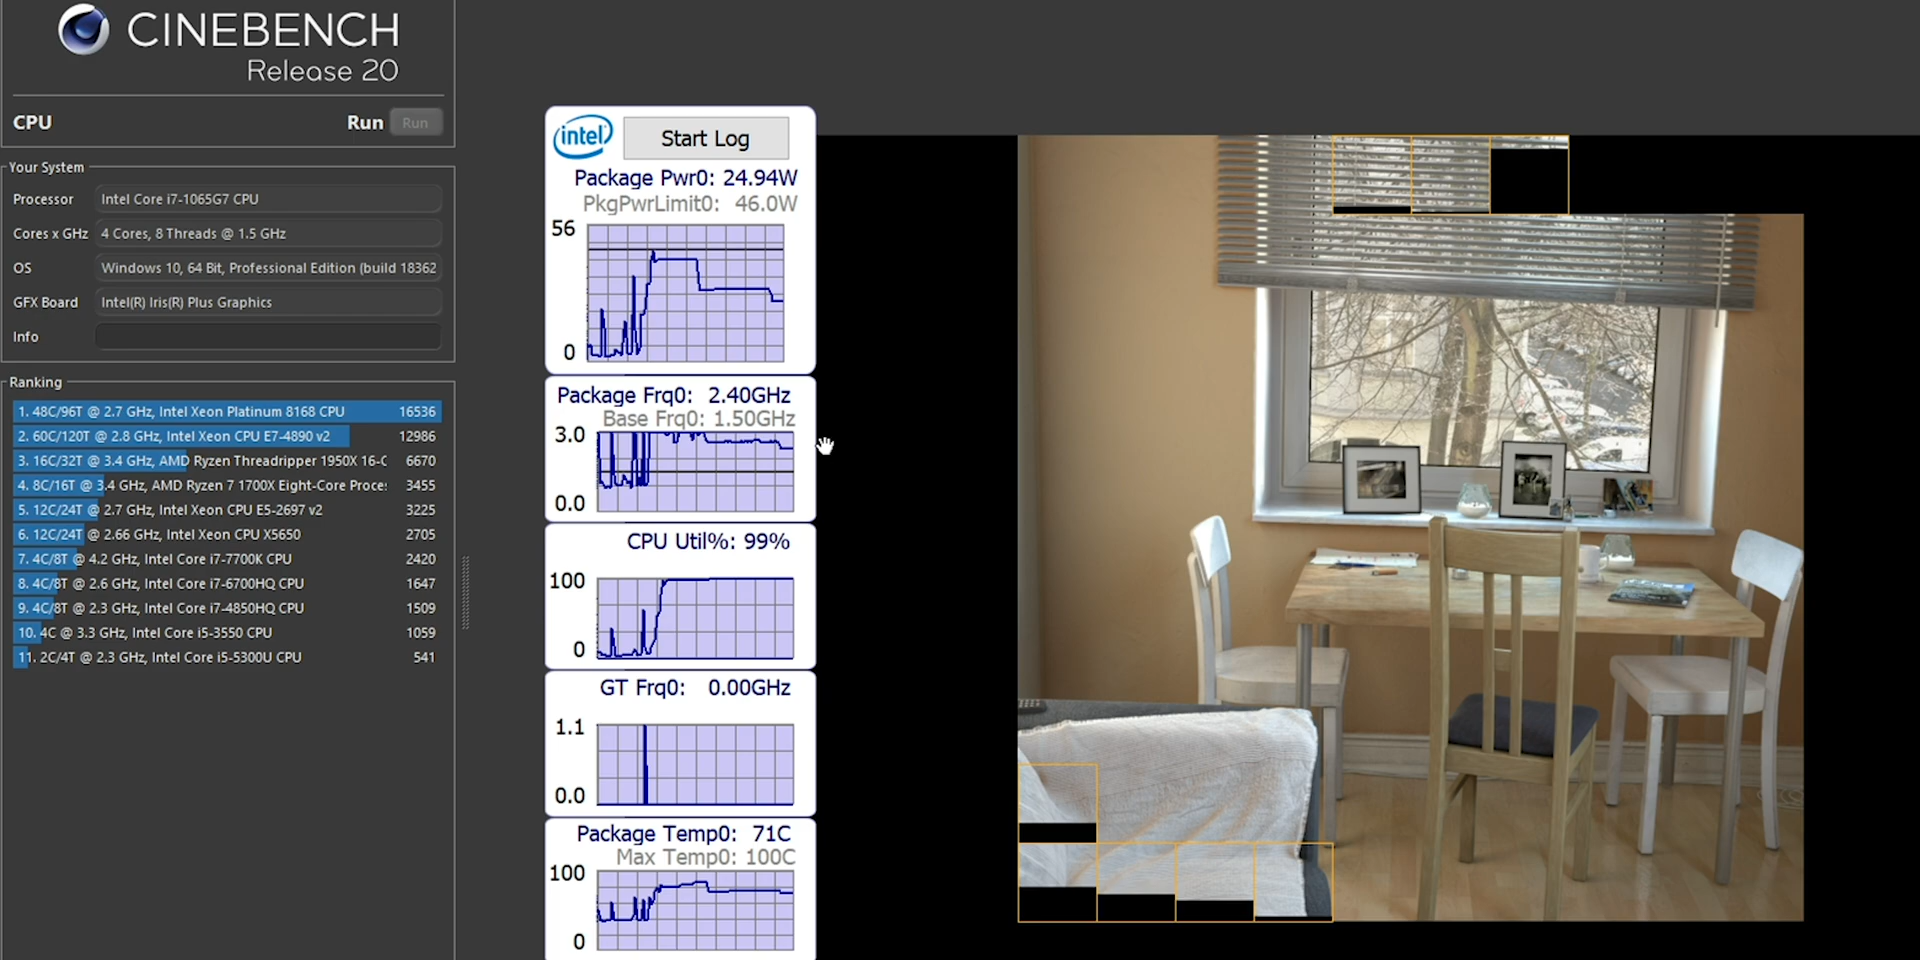 CINEBENCH
Release 20
CPU Run Run
Your System
Processor Intel Core i7-1065G7 CPU
Cores x GHz 4 Cores, 8 Threads @ 1.5 GHz
OS Windows 10, 64 Bit, Professional Edition (build 18362
GFX Board Intel(R) Iris(R) Plus Graphics
Info
Ranking
1. 48C/96T @ 2.7 GHz, Intel Xeon Platinum 8168 CPU 16536
2. 60C/120T @ 2.8 GHz, Intel Xeon CPU E7-4890 v2 12986
3. 16C/32T @ 3.4 GHz, AMD Ryzen Threadripper 1950X 16-C 6670
4. 8C/16T @ 3.4 GHz, AMD Ryzen 7 1700X Eight-Core Proce: 3455
5. 12C/24T @ 2.7 GHz, Intel Xeon CPU E5-2697 v2 3225
6. 12C/24T @ 2.66 GHz, Intel Xeon CPU X5650 2705
7. 4C/8T @ 4.2 GHz, Intel Core i7-7700K CPU 2420
8. 4C/8T @ 2.6 GHz, Intel Core i7-6700HQ CPU 1647
9. 4C/8T @ 2.3 GHz, Intel Core i7-4850HQ CPU 1509
10. 4C @ 3.3 GHz, Intel Core i5-3550 CPU 1059
11. 2C/4T @ 2.3 GHz, Intel Core i5-5300U CPU 541
intel Start Log
Package Pwr0: 24.94W
PkgPwrLimit0: 46.0W
56
0
Package Frq0: 2.40GHz
Base Frq0: 1.50GHz
3.0
0.0
CPU Util%: 99%
100
0
GT Frq0: 0.00GHz
1.1
0.0
Package Temp0: 71C
Max Temp0: 100C
100
0